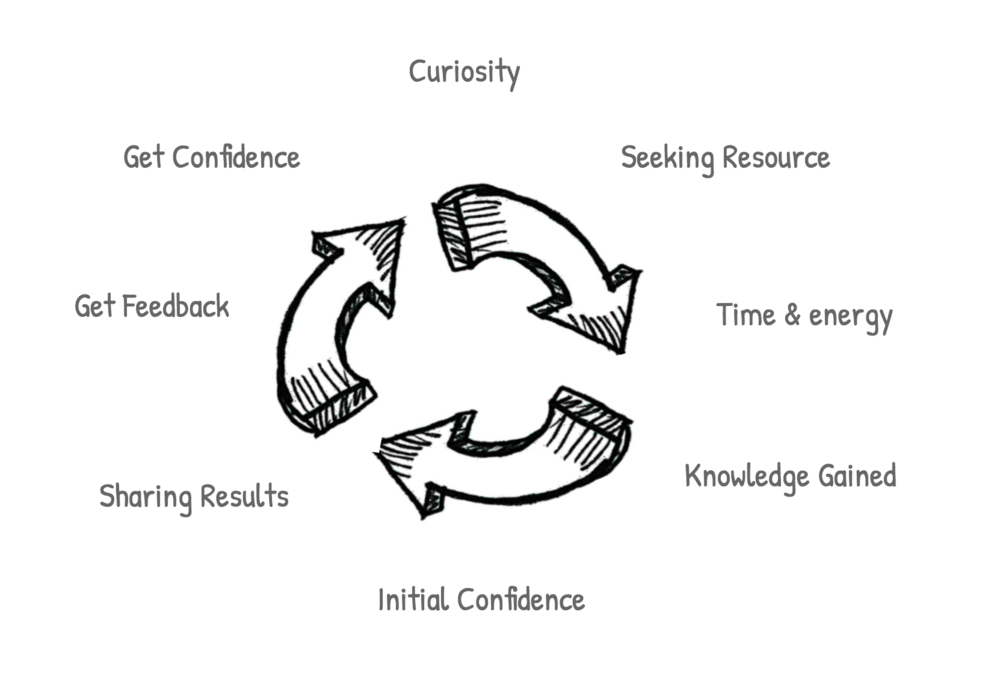 Curiosity
Get Confidence
Seeking Resource
Get Feedback
Time & energy
Knowledge Gained
Sharing Results
Initial Confidence